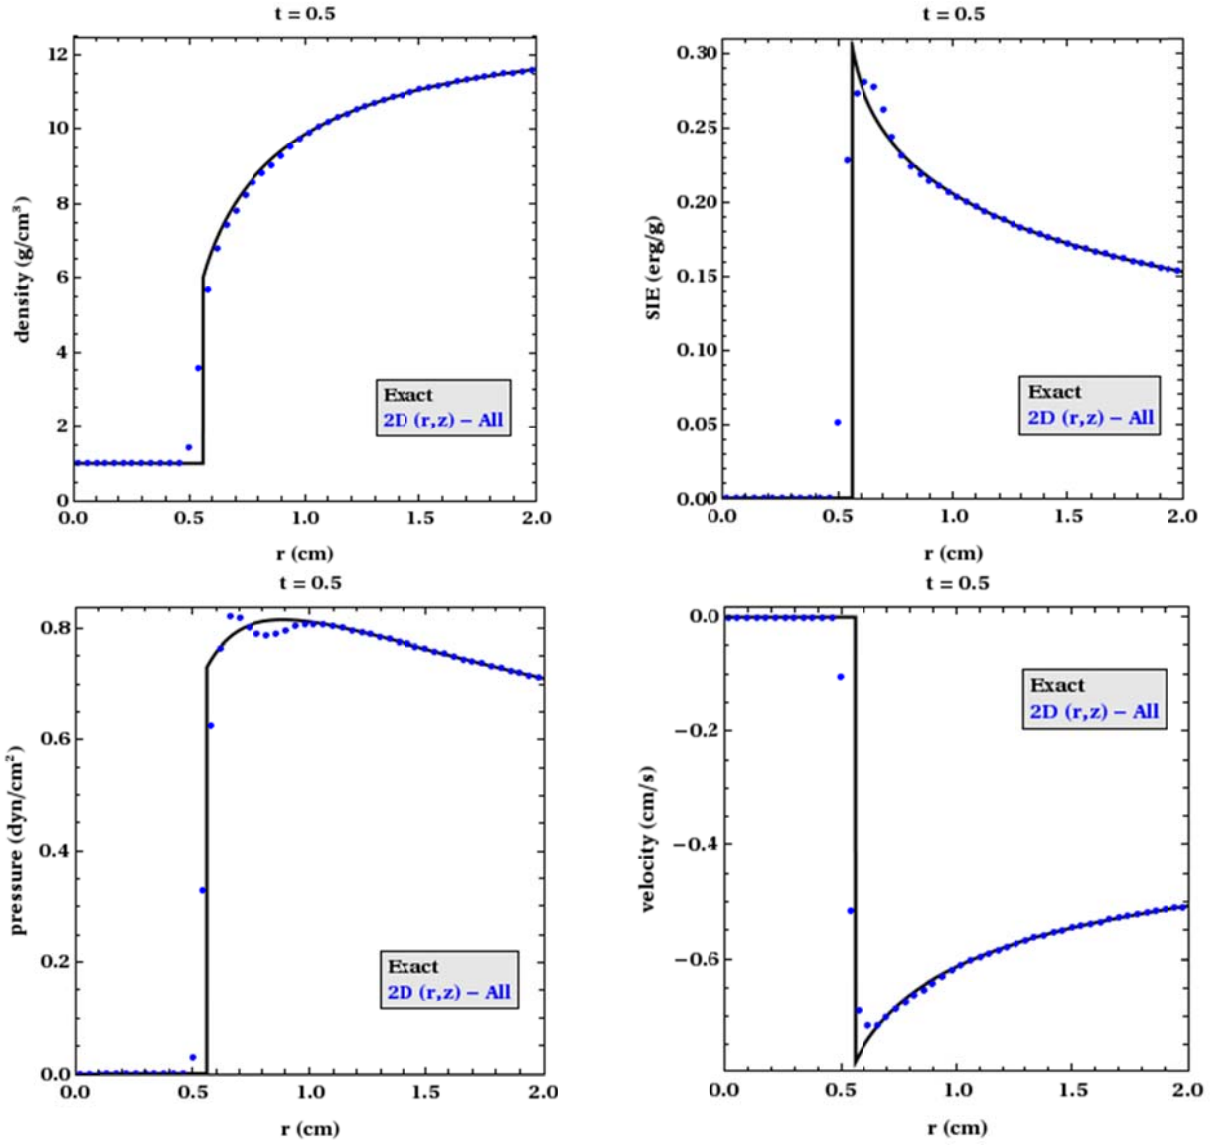 t = 0.5
12
10
8
6
4
2
0
density (g/cm³)
Exact
2D (r,z) – All
0.0 0.5 1.0 1.5 2.0
r (cm)
t = 0.5
0.30
0.25
0.20
0.15
0.10
0.05
0.00
SIE (erg/g)
Exact
2D (r,z) – All
0.0 0.5 1.0 1.5 2.0
r (cm)
t = 0.5
0.8
0.6
0.4
0.2
0.0
pressure (dyn/cm²)
Exact
2D (r,z) – All
0.0 0.5 1.0 1.5 2.0
r (cm)
t = 0.5
0.0
−0.2
−0.4
−0.6
velocity (cm/s)
Exact
2D (r,z) – All
0.0 0.5 1.0 1.5 2.0
r (cm)